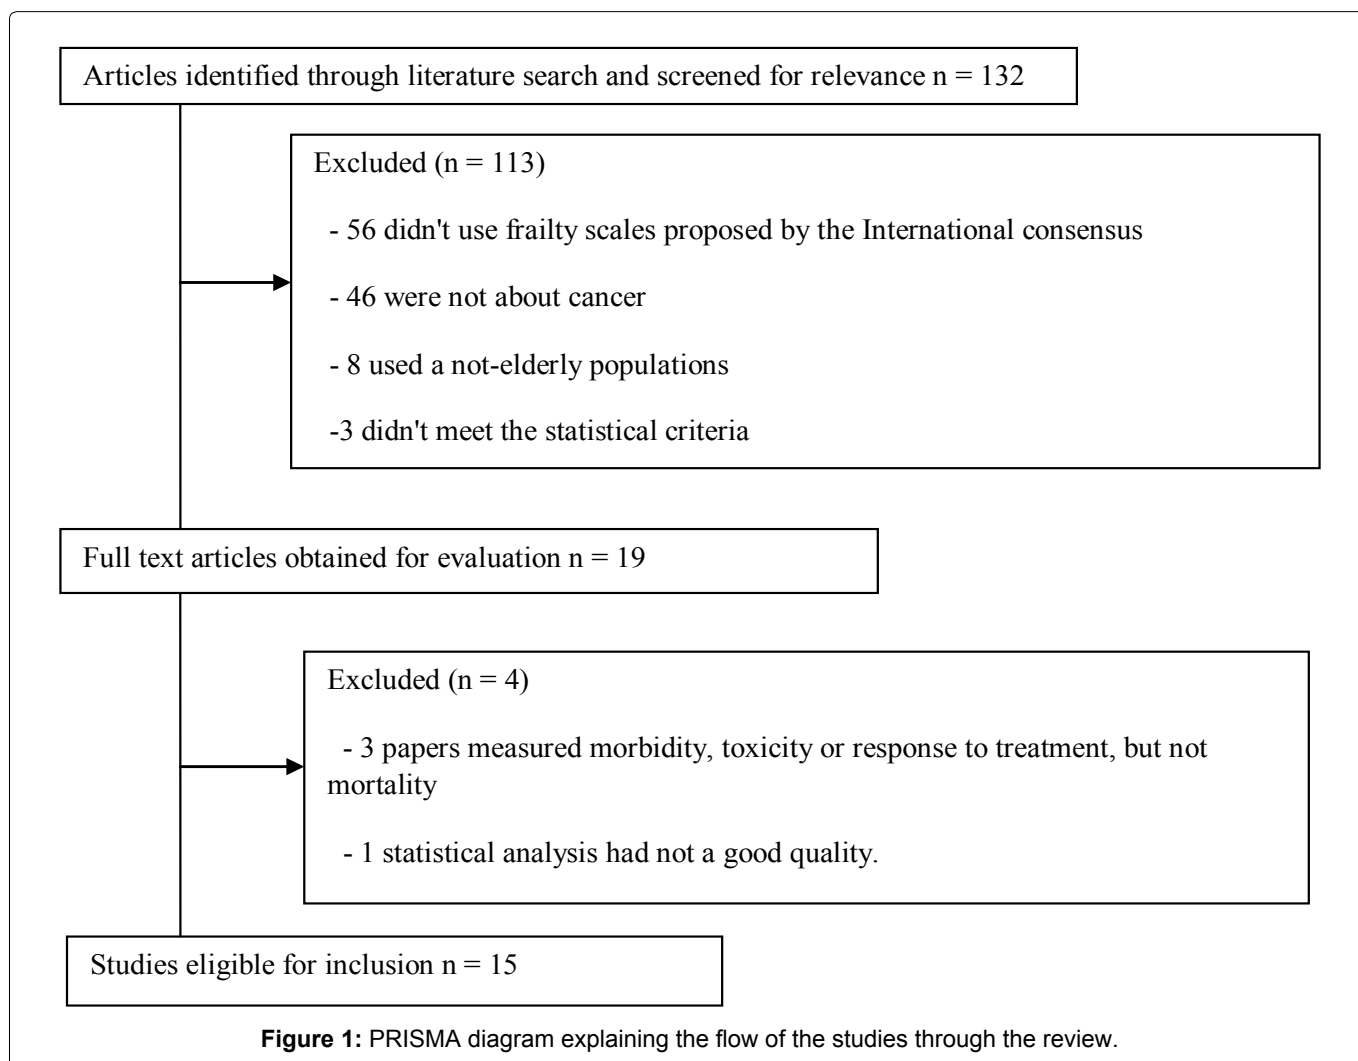 Articles identified through literature search and screened for relevance n = 132
Excluded (n = 113)
- 56 didn't use frailty scales proposed by the International consensus
- 46 were not about cancer
- 8 used a not-elderly populations
-3 didn't meet the statistical criteria
Full text articles obtained for evaluation n = 19
Excluded (n = 4)
- 3 papers measured morbidity, toxicity or response to treatment, but not
mortality
- 1 statistical analysis had not a good quality.
Studies eligible for inclusion n = 15
Figure 1: PRISMA diagram explaining the flow of the studies through the review.